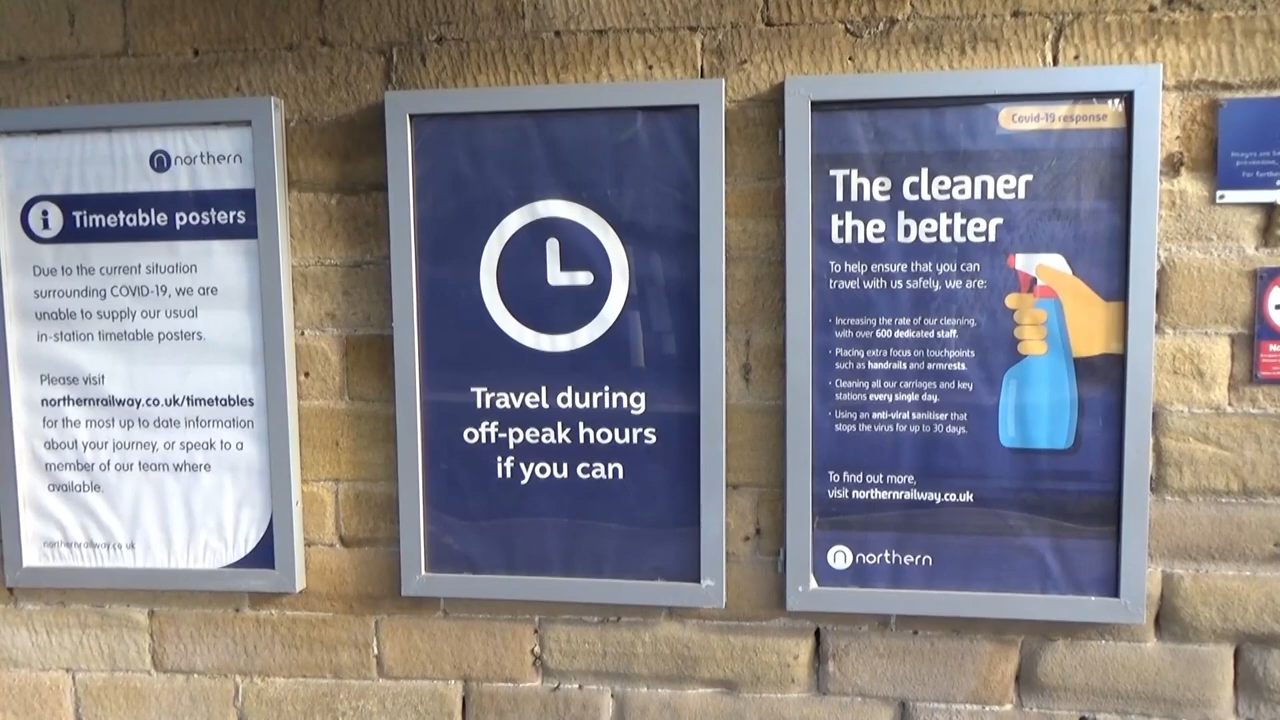 northern
i Timetable posters
Due to the current situation
surrounding COVID-19, we are
unable to supply our usual
in-station timetable posters.
Please visit
northernrailway.co.uk/timetables
for the most up to date information
about your journey, or speak to a
member of our team where
available.
northernrailway.co.uk
Travel during
off-peak hours
if you can
Covid-19 response
The cleaner
the better
To help ensure that you can
travel with us safely, we are:
· Increasing the rate of our cleaning,
with over 600 dedicated staff.
· Placing extra focus on touchpoints
such as handrails and armrests.
· Cleaning all our carriages and key
stations every single day.
· Using an anti-viral sanitiser that
stops the virus for up to 30 days.
To find out more,
visit northernrailway.co.uk
n northern
For further
No